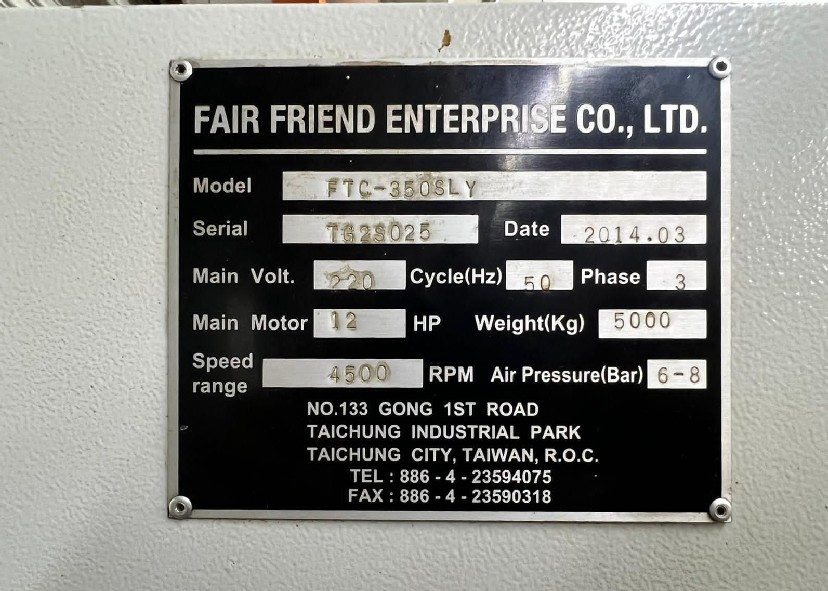 FAIR FRIEND ENTERPRISE CO., LTD.
Model FTC-350SLY
Serial TG2S025 Date 2014.03
Main Volt. 220 Cycle(Hz) 50 Phase 3
Main Motor 12 HP Weight(Kg) 5000
Speed range 4500 RPM Air Pressure(Bar) 6-8
NO.133 GONG 1ST ROAD
TAICHUNG INDUSTRIAL PARK
TAICHUNG CITY, TAIWAN, R.O.C.
TEL : 886 - 4 - 23594075
FAX : 886 - 4 - 23590318